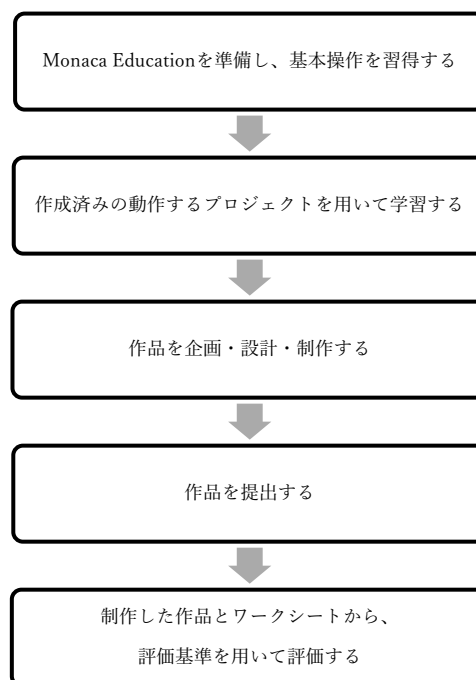 Monaca Educationを準備し、基本操作を習得する
作成済みの動作するプロジェクトを用いて学習する
作品を企画・設計・制作する
作品を提出する
制作した作品とワークシートから、
評価基準を用いて評価する